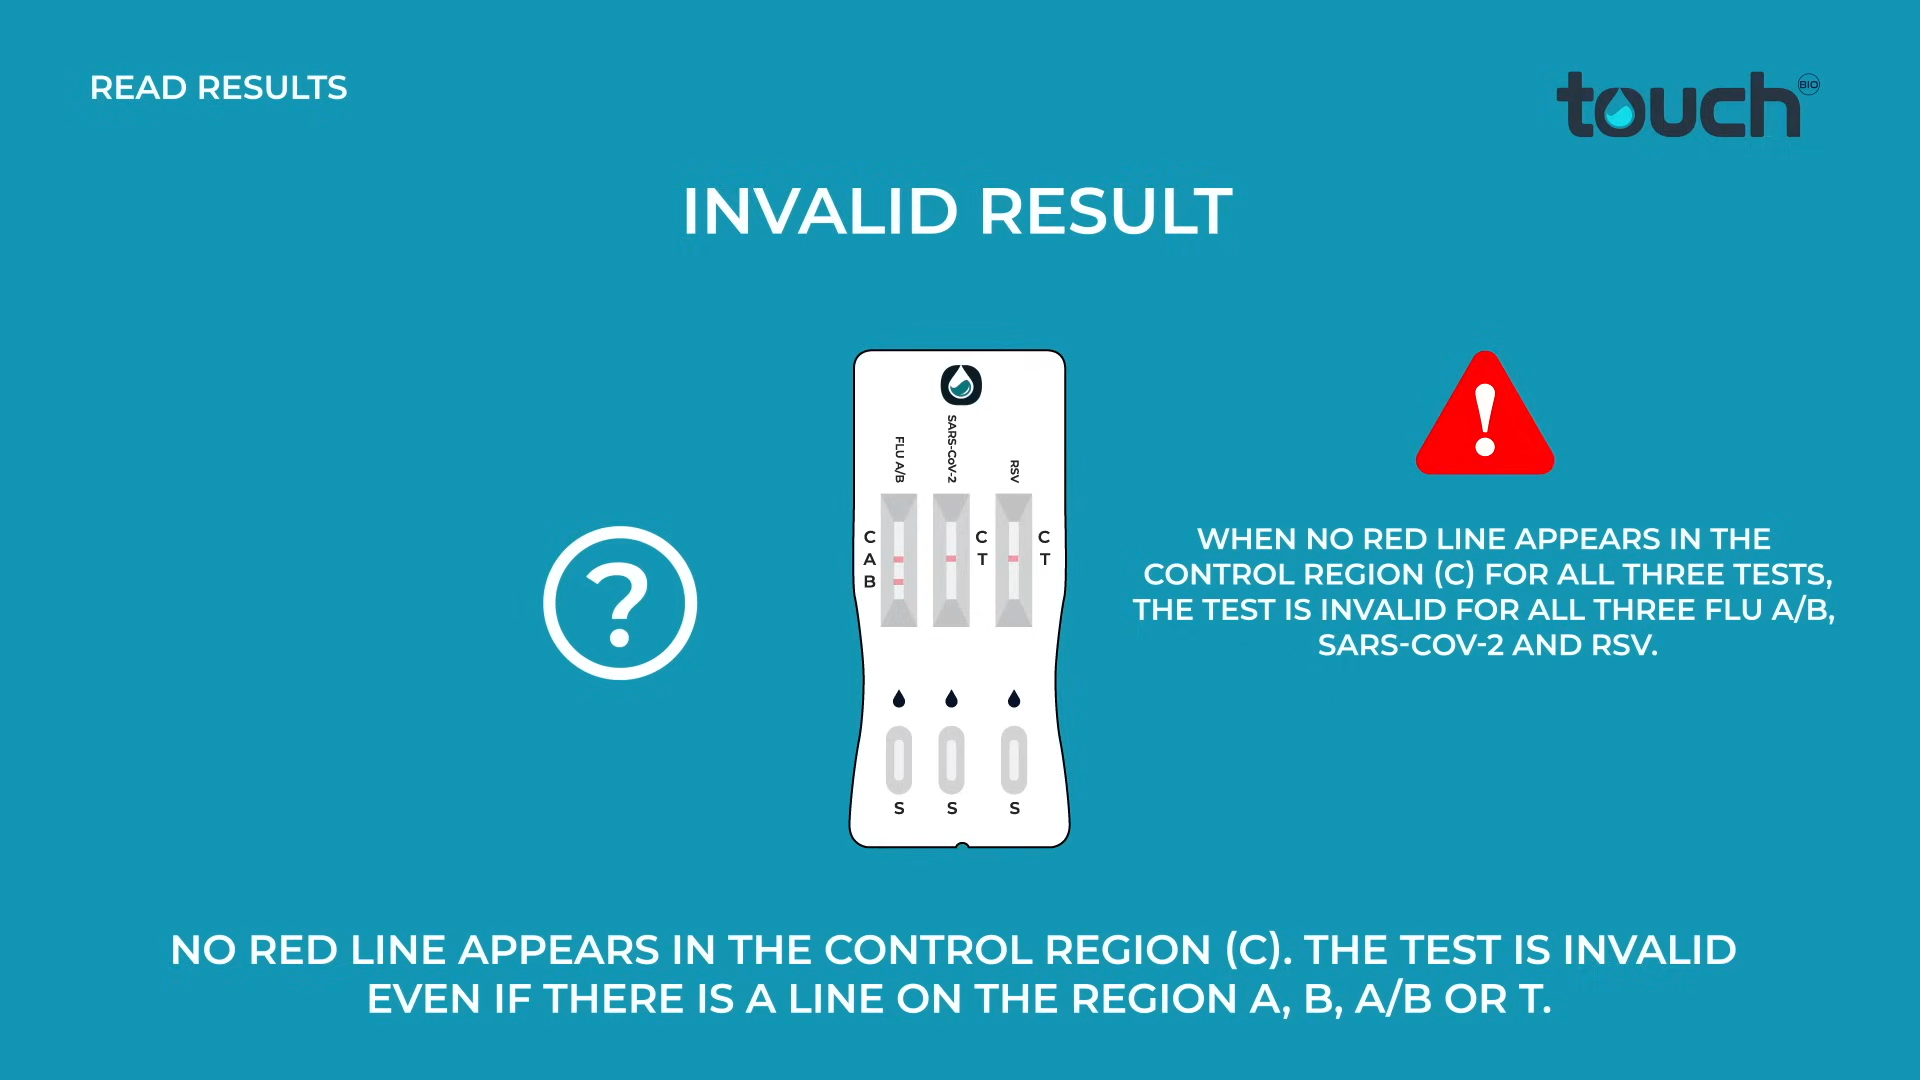 READ RESULTS
touch BIO
INVALID RESULT
FLU A/B
SARS-CoV-2
RSV
C
A
B
C
T
C
T
S S S
WHEN NO RED LINE APPEARS IN THE
CONTROL REGION (C) FOR ALL THREE TESTS,
THE TEST IS INVALID FOR ALL THREE FLU A/B,
SARS-COV-2 AND RSV.
NO RED LINE APPEARS IN THE CONTROL REGION (C). THE TEST IS INVALID
EVEN IF THERE IS A LINE ON THE REGION A, B, A/B OR T.